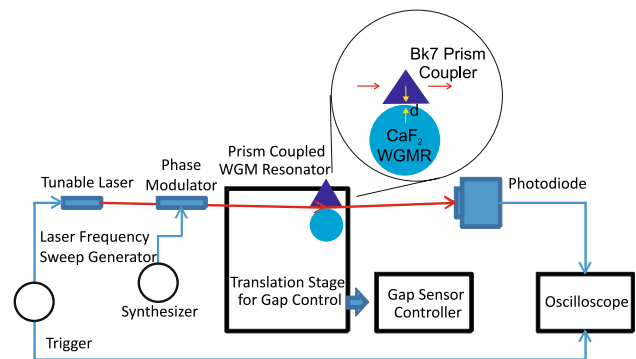 Bk7 Prism
Coupler
d
CaF₂
WGMR
Prism Coupled
WGM Resonator
Phase
Modulator
Tunable Laser
Photodiode
Laser Frequency
Sweep Generator
Synthesizer
Translation Stage
for Gap Control
Gap Sensor
Controller
Oscilloscope
Trigger